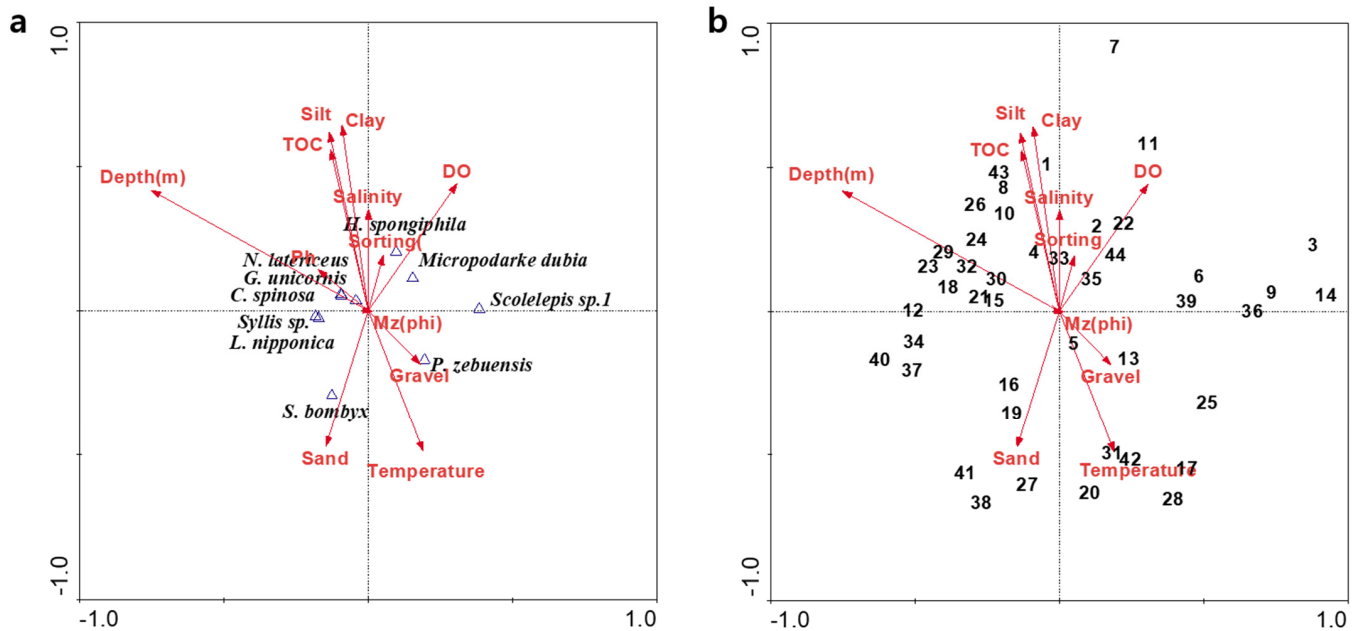 a
1.0
Silt
Clay
TOC
DO
Depth(m)
Salinity
H. spongiphila
Sorting(
Ph
N. latericeus
Micropodarke dubia
G. unicornis
C. spinosa
Scolelepis sp.1
Syllis sp.
Mz(phi)
L. nipponica
P. zebuensis
Gravel
S. bombyx
Sand
Temperature
-1.0
-1.0
1.0
b
1.0
7
Silt
Clay
11
TOC
1
DO
43
Depth(m)
8
Salinity
26
10
2
22
24
Sorting
3
29
4
33
44
23
32
6
18
30
35
9
14
21
15
39
12
36
Mz(phi)
34
5
40
37
13
Gravel
16
25
19
31
Sand
42
17
41
Temperature
27
20
38
28
-1.0
-1.0
1.0